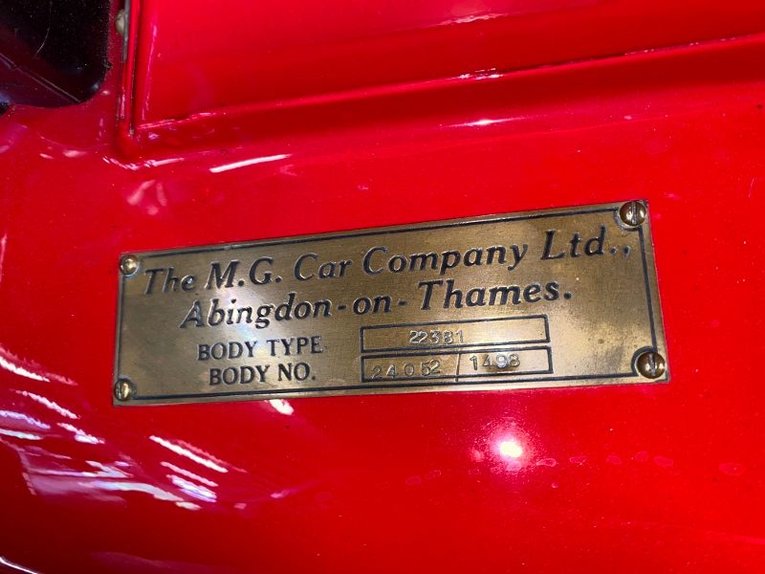 The M.G. Car Company Ltd.,
Abingdon-on-Thames.
BODY TYPE 22381
BODY NO. 24052 / 1498